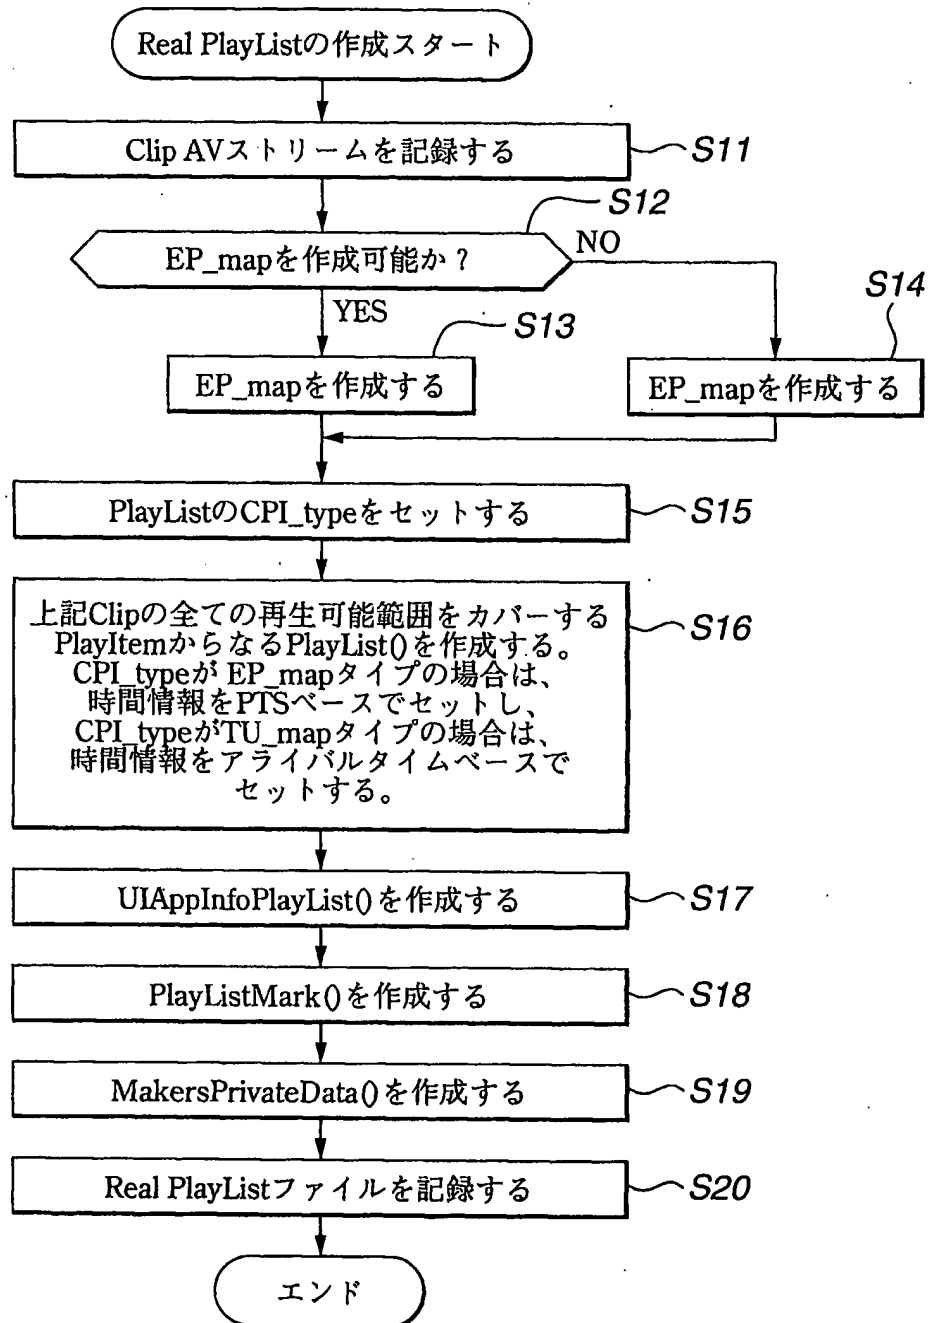 Real PlayListの作成スタート
Clip AVストリームを記録する
S11
S12
EP_mapを作成可能か？
NO
YES
S13
S14
EP_mapを作成する
EP_mapを作成する
PlayListのCPI_typeをセットする
S15
上記Clipの全ての再生可能範囲をカバーする
PlayItemからなるPlayList()を作成する。
CPI_typeが EP_mapタイプの場合は、
時間情報をPTSベースでセットし、
CPI_typeがTU_mapタイプの場合は、
時間情報をアライバルタイムベースで
セットする。
S16
UIAppInfoPlayList()を作成する
S17
PlayListMark()を作成する
S18
MakersPrivateData()を作成する
S19
Real PlayListファイルを記録する
S20
エンド